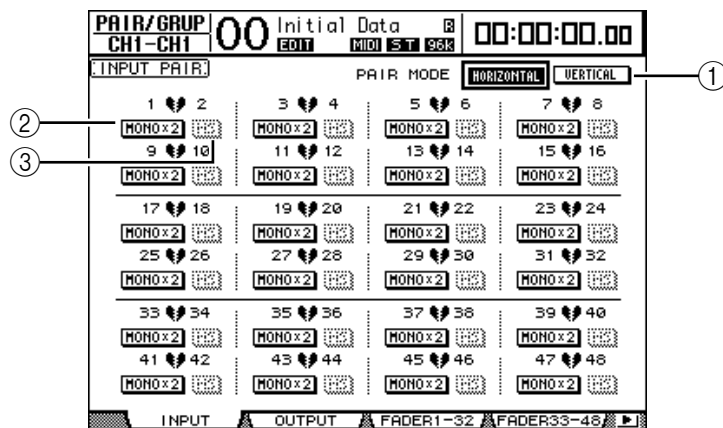 PAIR/GRUP
CH1-CH1
00 Initial Data R
EDIT MIDI ST 96k
00:00:00.00
INPUT PAIR
PAIR MODE HORIZONTAL VERTICAL ①
1 2 3 4 5 6 7 8
② MONO×2 MONO×2 MONO×2 MONO×2
③
9 10 11 12 13 14 15 16
MONO×2 MONO×2 MONO×2 MONO×2
17 18 19 20 21 22 23 24
MONO×2 MONO×2 MONO×2 MONO×2
25 26 27 28 29 30 31 32
MONO×2 MONO×2 MONO×2 MONO×2
33 34 35 36 37 38 39 40
MONO×2 MONO×2 MONO×2 MONO×2
41 42 43 44 45 46 47 48
MONO×2 MONO×2 MONO×2 MONO×2
INPUT OUTPUT FADER1-32 FADER33-48